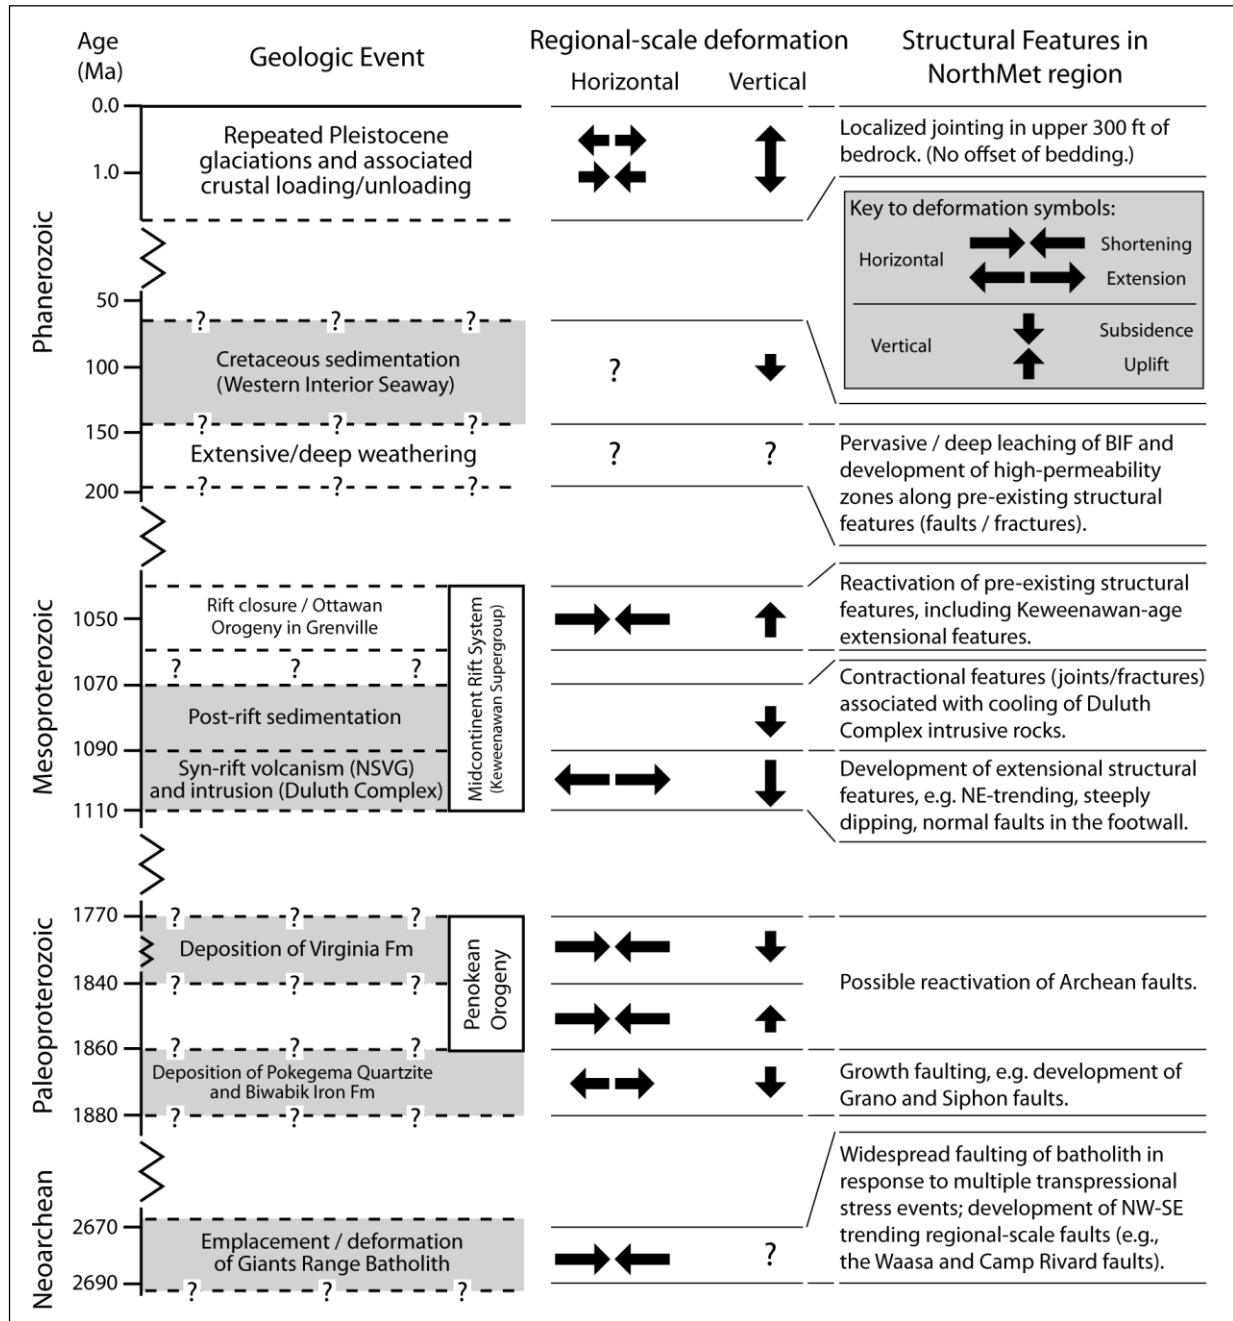 Age
(Ma)
Geologic Event
Regional-scale deformation
Horizontal
Vertical
Structural Features in
NorthMet region
Phanerozoic
0.0
1.0
Repeated Pleistocene
glaciations and associated
crustal loading/unloading
Localized jointing in upper 300 ft of
bedrock. (No offset of bedding.)
Key to deformation symbols:
Horizontal
Shortening
Extension
Vertical
Subsidence
Uplift
50
? ? ?
Cretaceous sedimentation
(Western Interior Seaway)
100
?
? ? ?
150
Extensive/deep weathering
? ?
Pervasive / deep leaching of BIF and
development of high-permeability
zones along pre-existing structural
features (faults / fractures).
? ? ?
200
Mesoproterozoic
Rift closure / Ottawan
Orogeny in Grenville
1050
Midcontinent Rift System
(Keweenawan Supergroup)
Reactivation of pre-existing structural
features, including Keweenawan-age
extensional features.
? ? ?
1070
Post-rift sedimentation
Contractional features (joints/fractures)
associated with cooling of Duluth
Complex intrusive rocks.
1090
Syn-rift volcanism (NSVG)
and intrusion (Duluth Complex)
Development of extensional structural
features, e.g. NE-trending, steeply
dipping, normal faults in the footwall.
1110
Paleoproterozoic
1770
? ? ?
Deposition of Virginia Fm
Penokean
Orogeny
Possible reactivation of Archean faults.
1840
? ? ?
1860
? ? ?
Deposition of Pokegema Quartzite
and Biwabik Iron Fm
Growth faulting, e.g. development of
Grano and Siphon faults.
1880
? ? ?
Neoarchean
2670
Emplacement / deformation
of Giants Range Batholith
?
Widespread faulting of batholith in
response to multiple transpressional
stress events; development of NW-SE
trending regional-scale faults (e.g.,
the Waasa and Camp Rivard faults).
2690
? ? ?